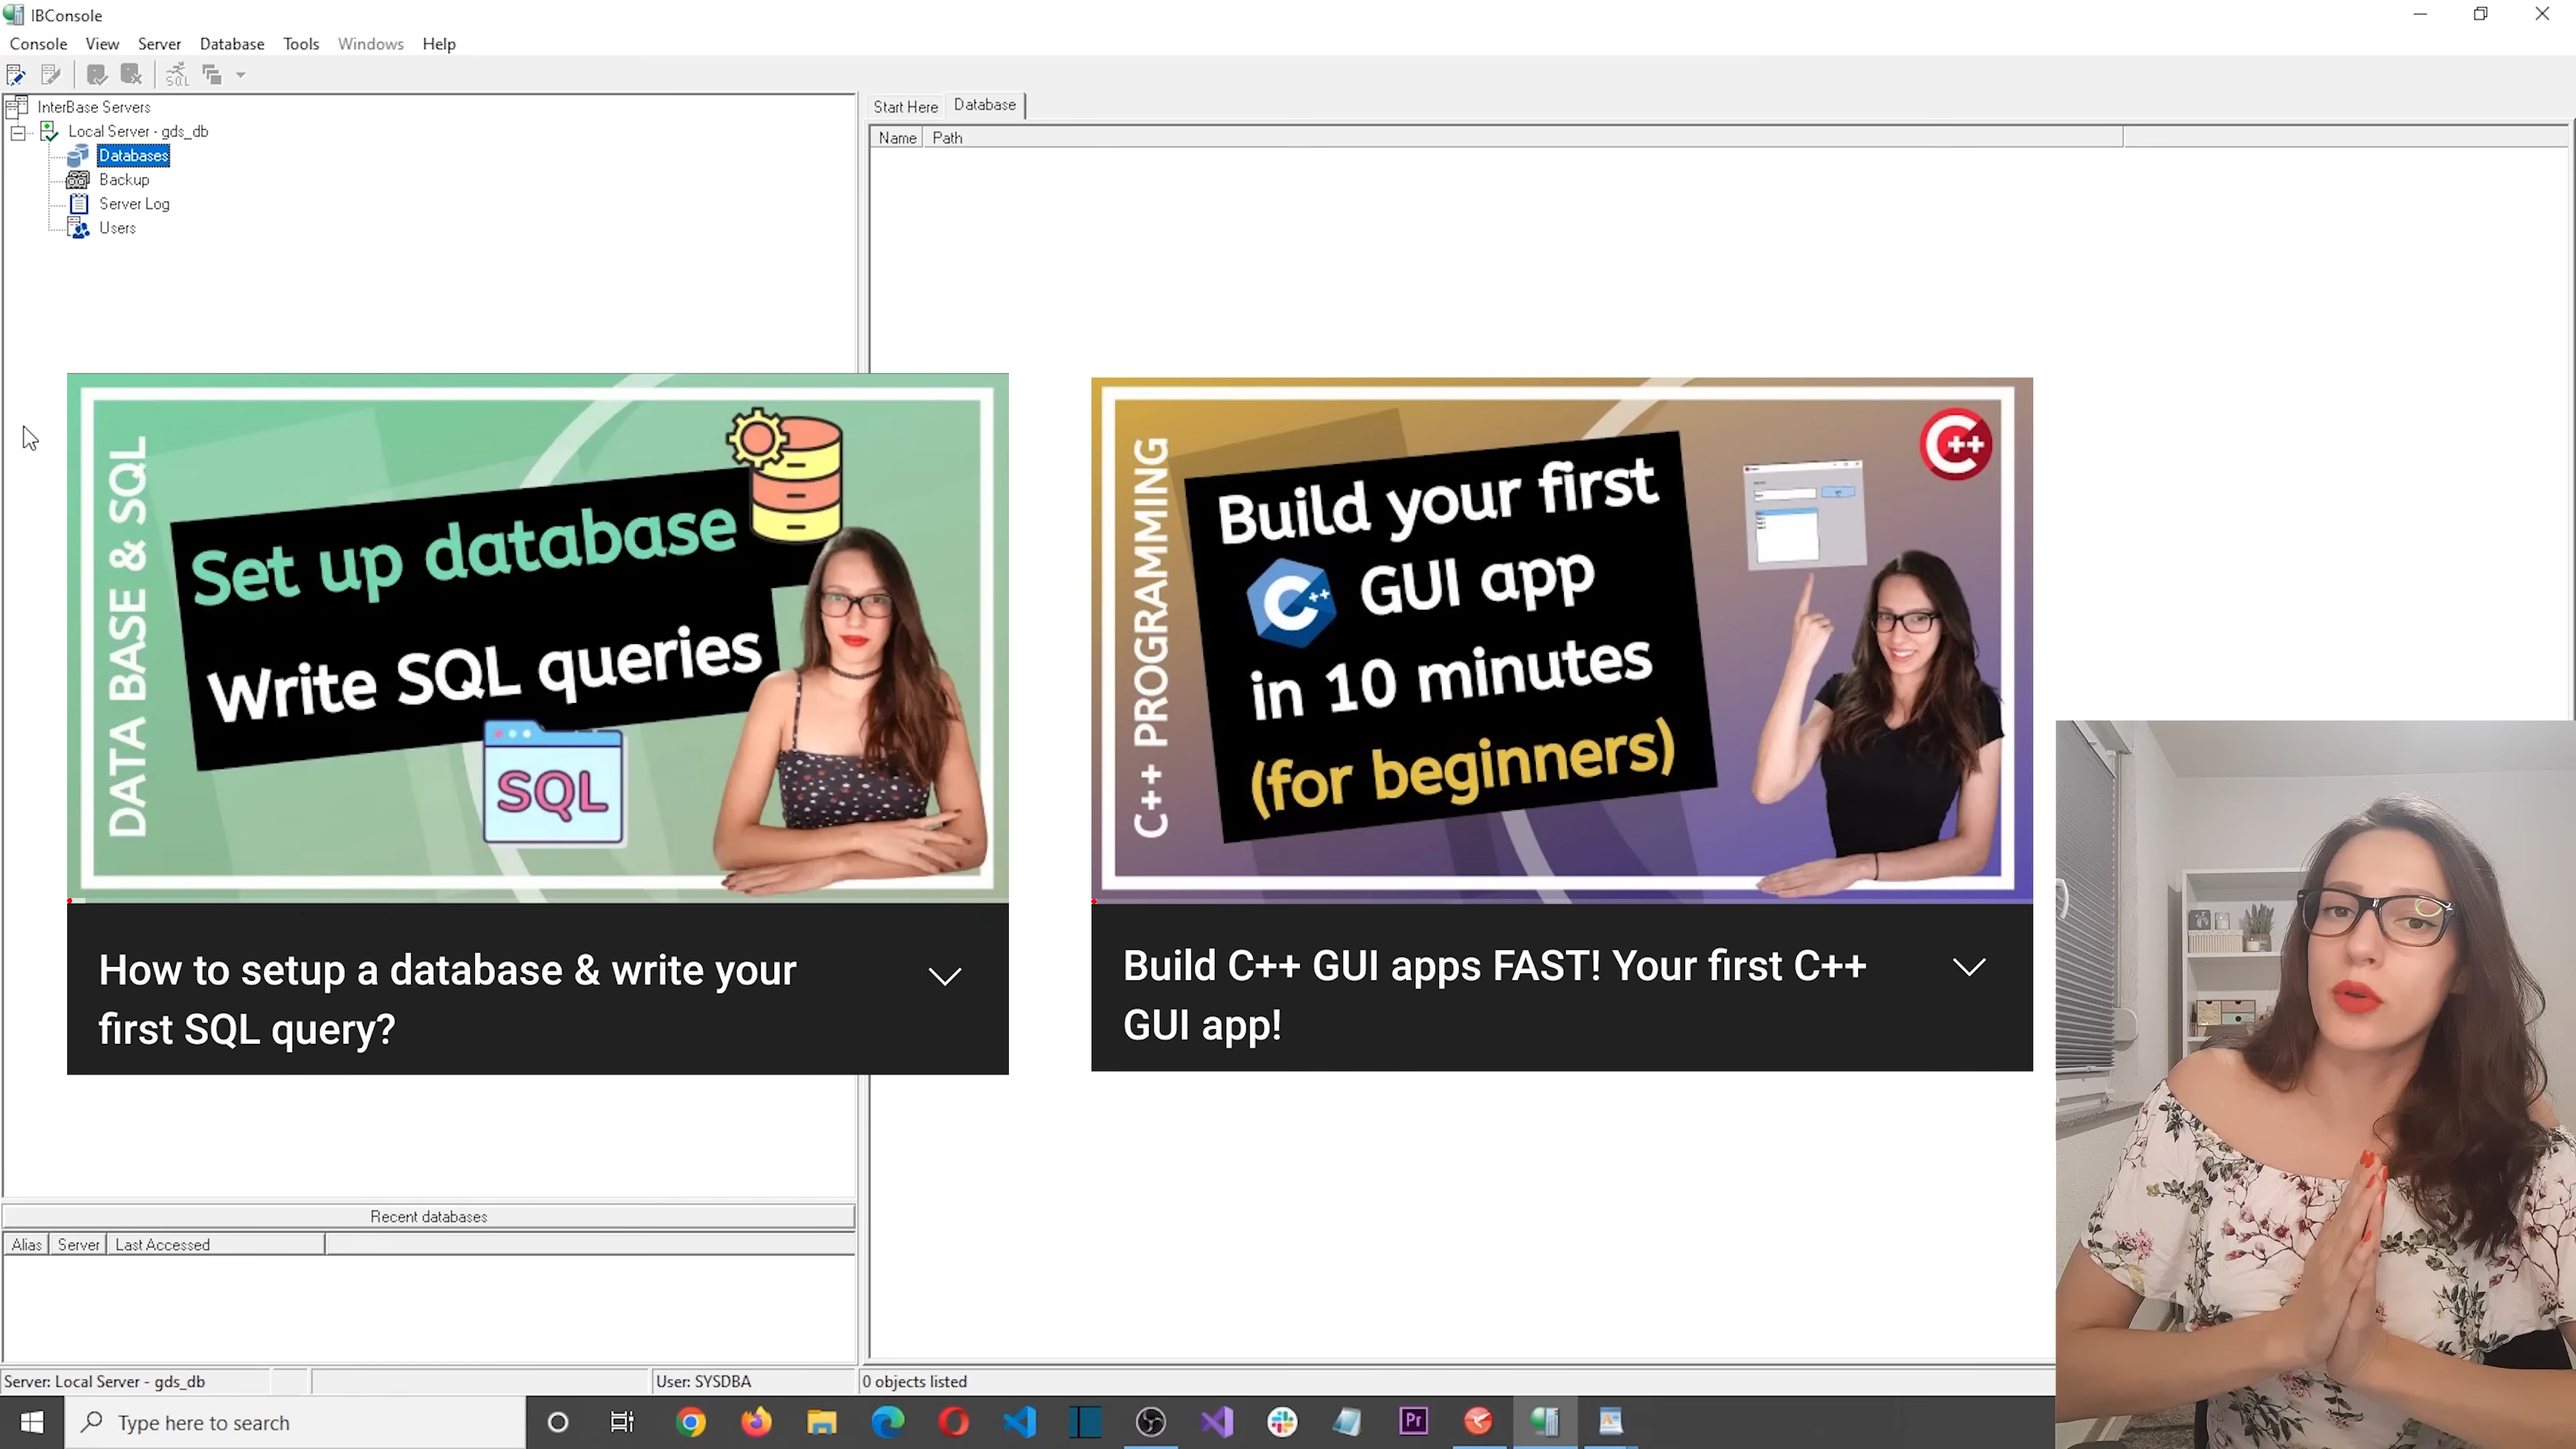 IBConsole
Console View Server Database Tools Windows Help
SQL
InterBase Servers
Local Server - gds_db
Databases
Backup
Server Log
Users
Start Here Database
Name Path
DATA BASE & SQL
Set up database
Write SQL queries
SQL
How to setup a database & write your
first SQL query?
C++ PROGRAMMING
Build your first
C++ GUI app
in 10 minutes
(for beginners)
C++
Build C++ GUI apps FAST! Your first C++
GUI app!
Recent databases
Alias Server Last Accessed
Server: Local Server - gds_db User: SYSDBA 0 objects listed
Type here to search
Pr